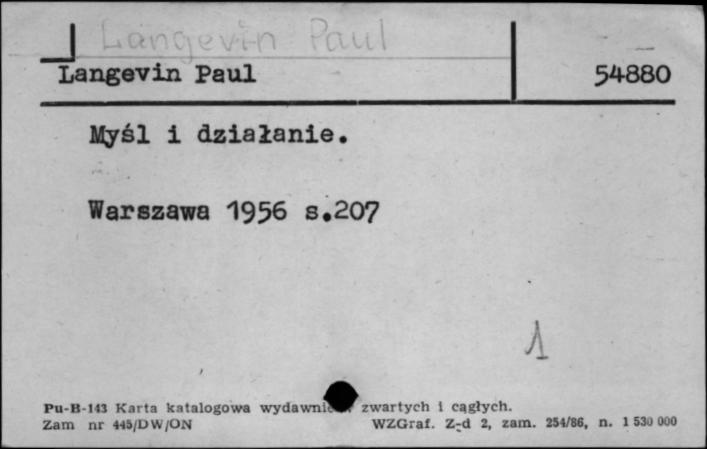 Langevin Paul
Langevin Paul 54880
Myśl i działanie.
Warszawa 1956 s.207
1
Pu-B-143 Karta katalogowa zwartych i cągłych.
Zam nr 445/DW/ON WZGraf. Z-d 2, zam. 254/86, n. 1 530 000